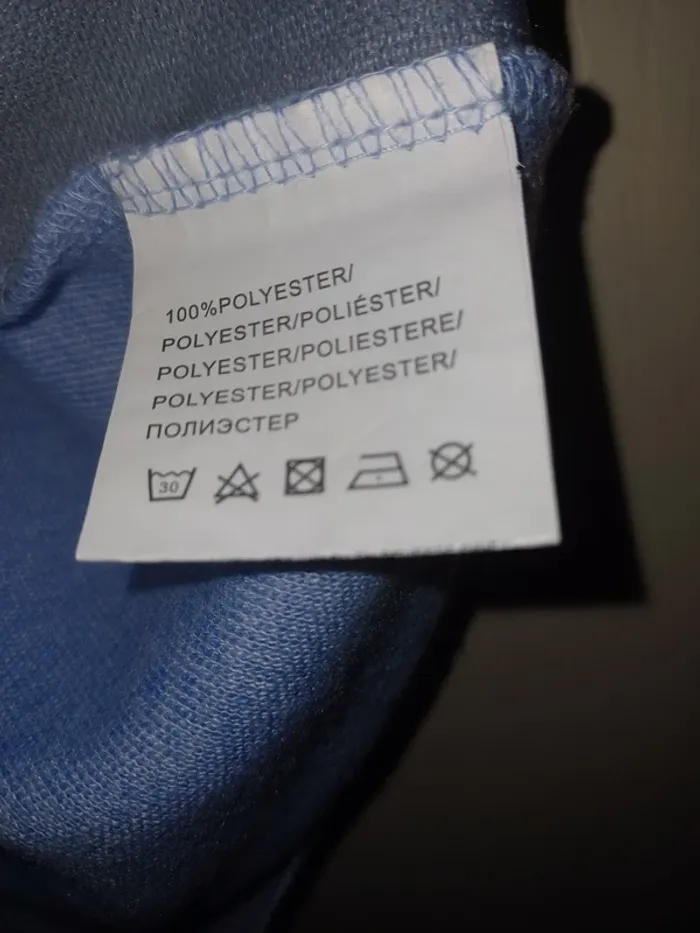 100%POLYESTER/
POLYESTER/POLIÉSTER/
POLYESTER/POLIESTERE/
POLYESTER/POLYESTER/
ПОЛИЭСТЕР
30